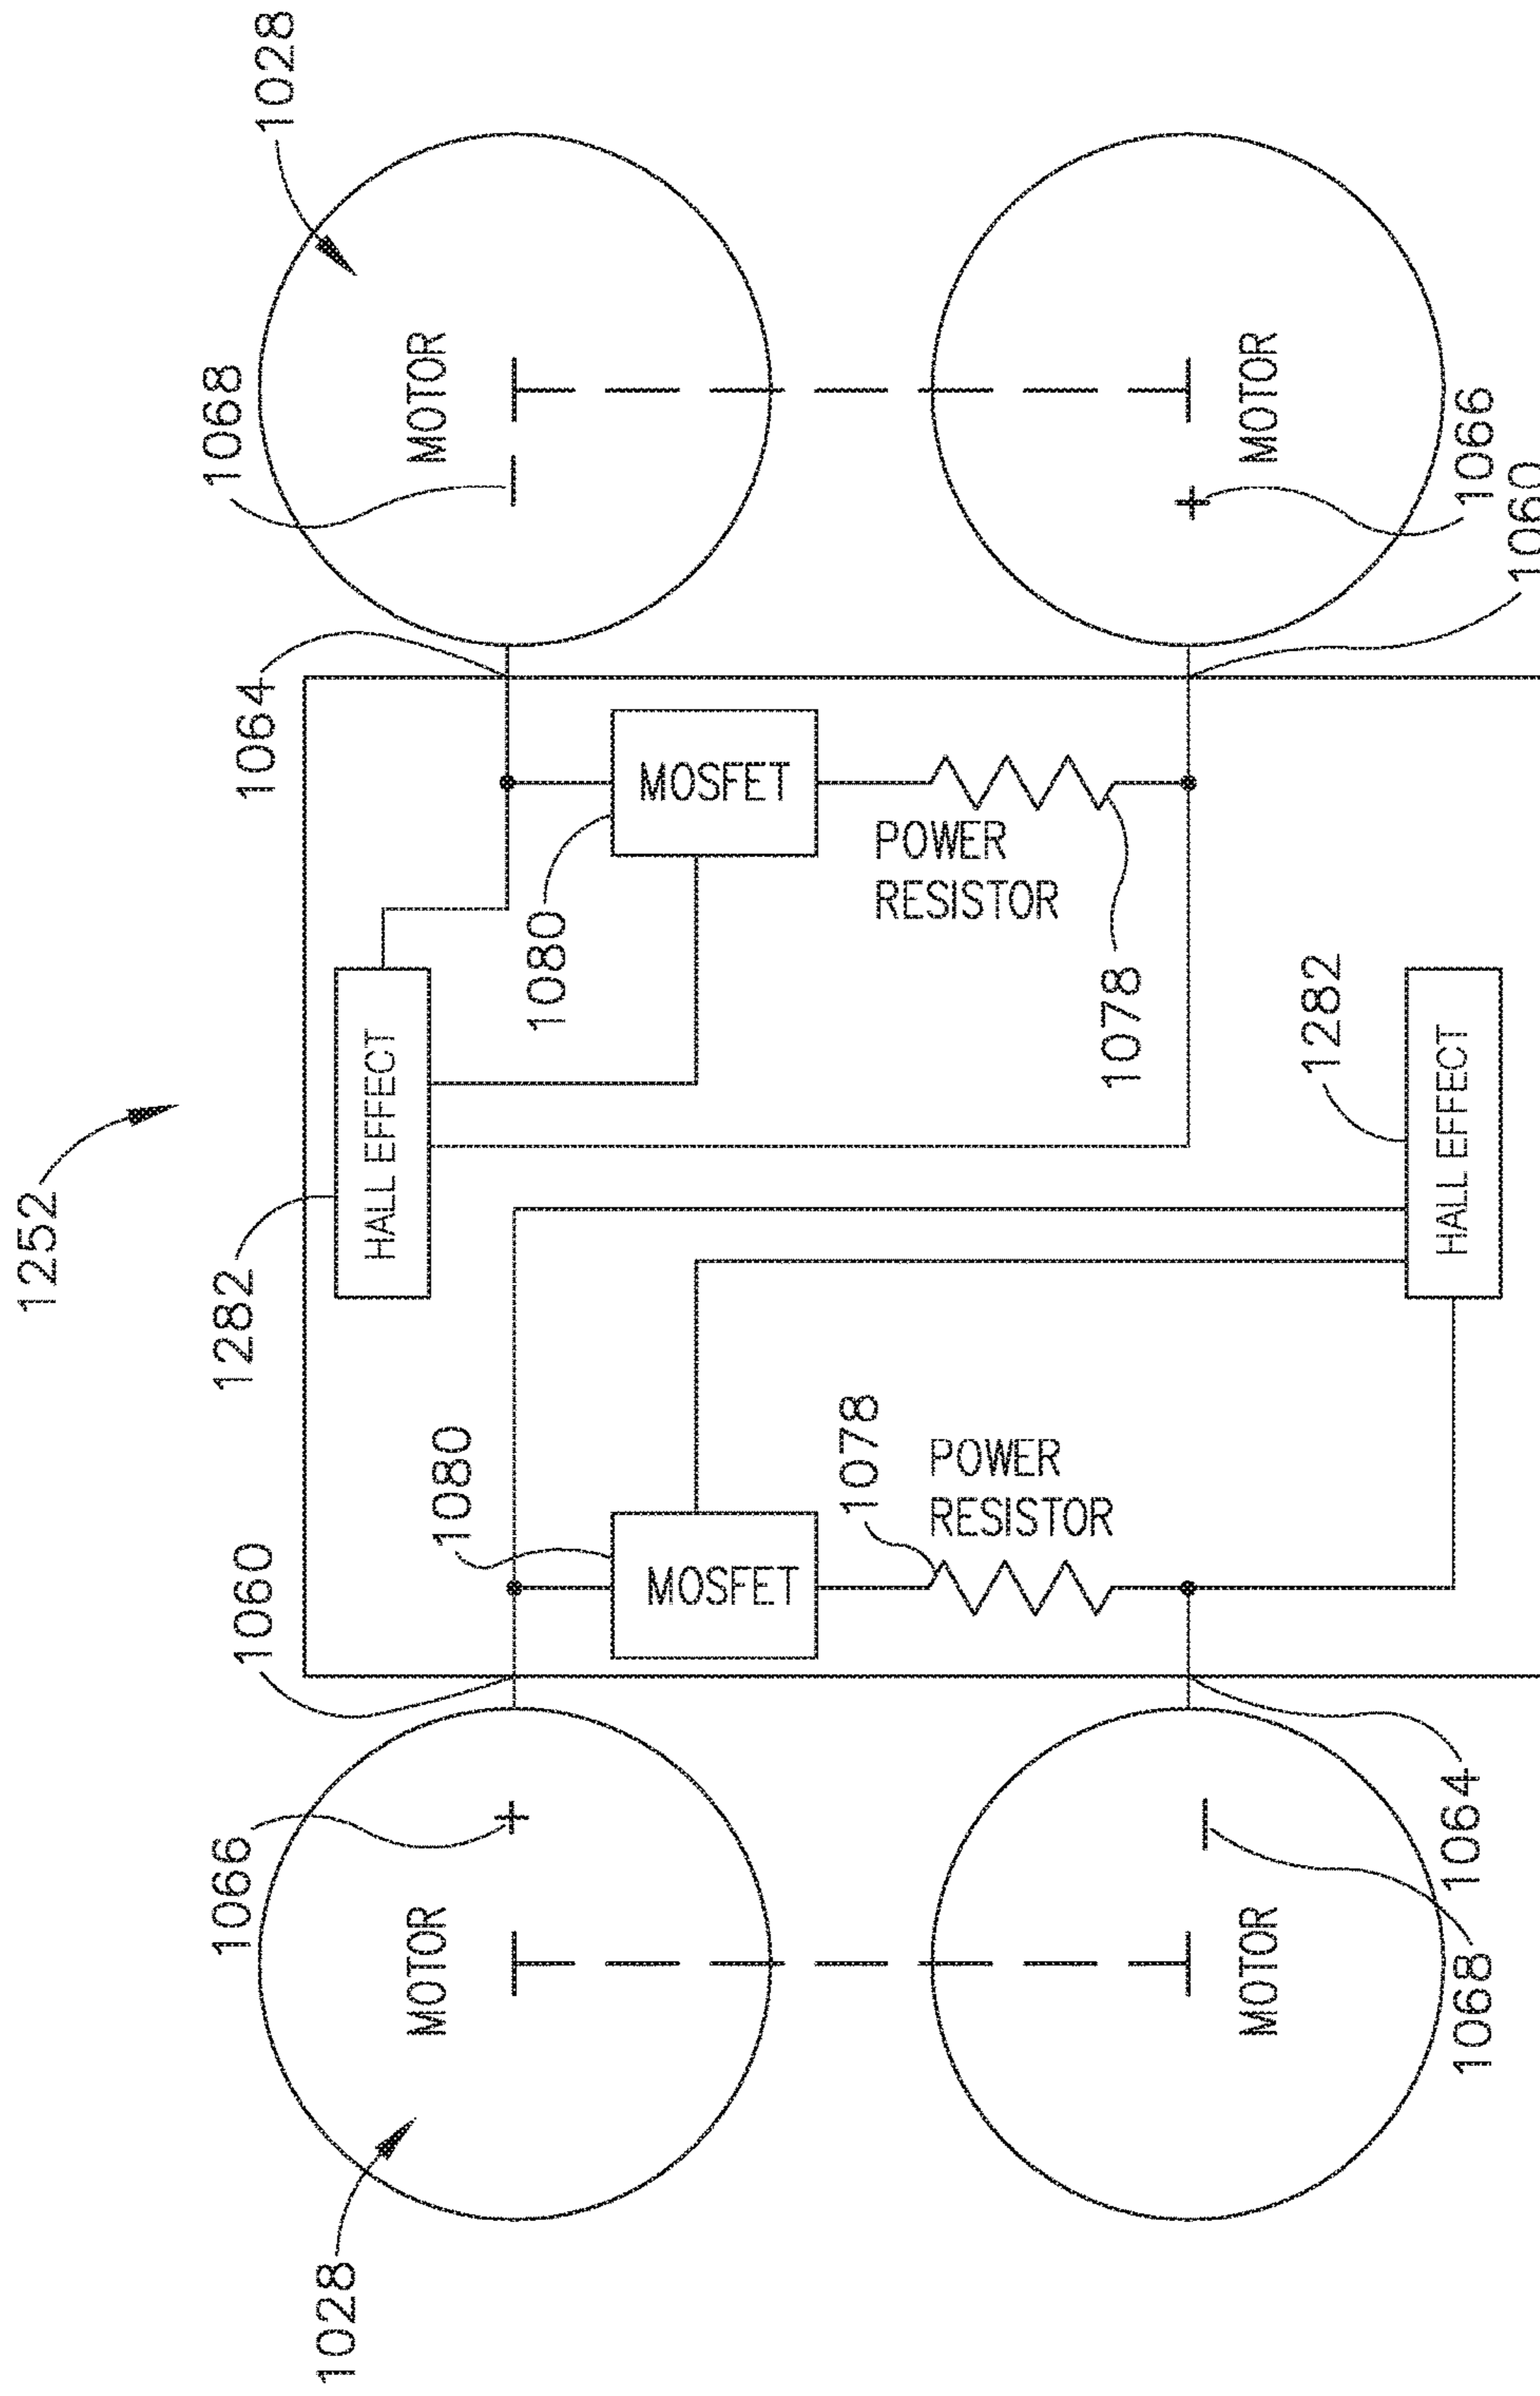 1252
1066
1060
1282
1064
1068
1028
1028
HALL EFFECT
MOTOR
MOTOR
1080
1080
MOSFET
MOSFET
1078
POWER
RESISTOR
POWER
RESISTOR
1078
MOTOR
MOTOR
1282
HALL EFFECT
1068
1064
1066
1060